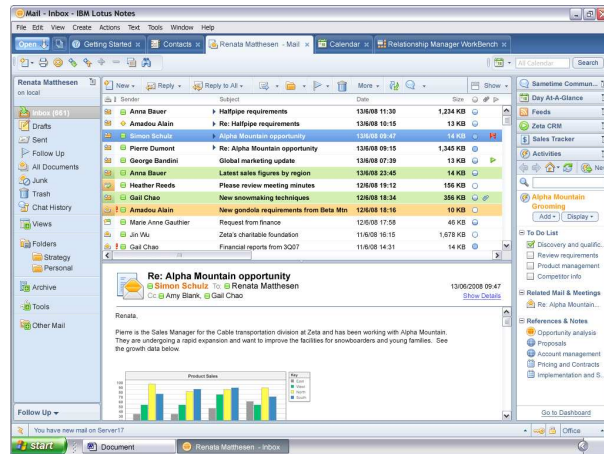 Mail - Inbox - IBM Lotus Notes
File Edit View Create Actions Text Tools Window Help
Open Getting Started Contacts Renata Matthesen - Mail Calendar Relationship Manager WorkBench
All Calendar Search
Renata Matthesen
on local
Inbox (661)
Drafts
Sent
Follow Up
All Documents
Junk
Trash
Chat History
Views
Folders
Strategy
Personal
Archive
Tools
Other Mail
Follow Up
New Reply Reply to All More Show
Sender Subject Date Size
Anna Bauer Halfpipe requirements 13/6/08 11:30 1,234 KB
Amadou Alain Re: Halfpipe requirements 13/6/08 10:15 13 KB
Simon Schulz Alpha Mountain opportunity 13/6/08 09:47 14 KB
Pierre Dumont Re: Alpha Mountain opportunity 13/6/08 09:15 1,345 KB
George Bandini Global marketing update 13/6/08 07:39 13 KB
Anna Bauer Latest sales figures by region 13/6/08 23:45 14 KB
Heather Reeds Please review meeting minutes 12/6/08 19:12 156 KB
Gail Chao New snowmaking techniques 12/6/08 18:34 356 KB
Amadou Alain New gondola requirements from Beta Mtn 12/6/08 18:16 10 KB
Marie Anne Gauthier Request from finance 12/6/08 17:58 46 KB
Jin Wu Zeta's charitable foundation 11/6/08 16:15 1,678 KB
Gail Chao Financial reports from 3Q07 11/6/08 14:31 14 KB
Re: Alpha Mountain opportunity
Simon Schulz To: Renata Matthesen 13/06/2008 09:47
Cc: Amy Blank, Gail Chao Show Details
Renata,
Pierre is the Sales Manager for the Cable transportation division at Zeta and has been working with Alpha Mountain.
They are undergoing a rapid expansion and want to improve the facilities for snowboarders and young families. See
the growth data below.
Product Sales
Key
East
West
North
South
Sametime Commun...
Day At-A-Glance
Feeds
Zeta CRM
Sales Tracker
Activities
Alpha Mountain
Grooming
Add Display
To Do List
Discovery and qualific..
Review requirements
Product management
Competitor info
Related Mail & Meetings
Re: Alpha Mountain...
References & Notes
Opportunity analysis
Proposals
Account management
Pricing and Contracts
Implementation and S..
Go to Dashboard
You have new mail on Server17
Office
start Document Renata Matthesen - Inbox